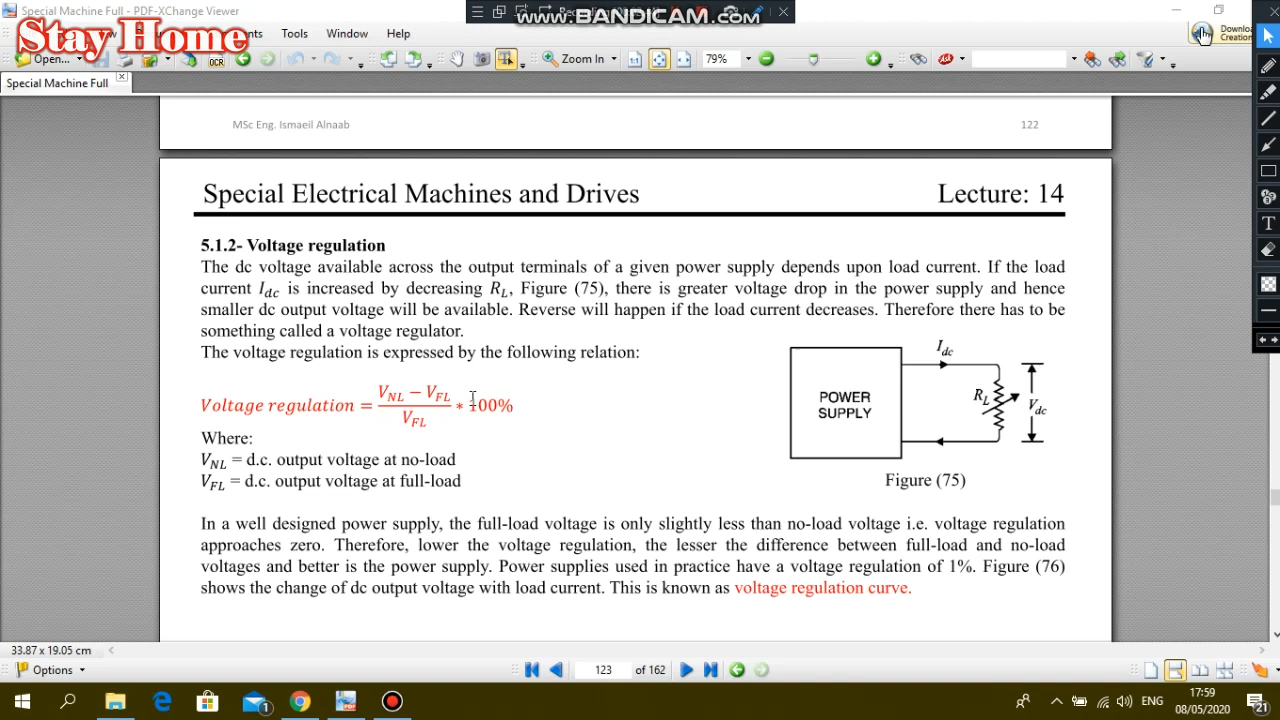 Special Machine Full - PDF-XChange Viewer
www.BANDICAM.com
Stay Home
ents Tools Window Help
Downloa
Creation
Open...
OCR
Zoom In
79%
Special Machine Full
MSc Eng. Ismaeil Alnaab 122
Special Electrical Machines and Drives Lecture: 14
5.1.2- Voltage regulation
The dc voltage available across the output terminals of a given power supply depends upon load current. If the load
current I_dc is increased by decreasing R_L, Figure (75), there is greater voltage drop in the power supply and hence
smaller dc output voltage will be available. Reverse will happen if the load current decreases. Therefore there has to be
something called a voltage regulator.
The voltage regulation is expressed by the following relation:
Voltage regulation = (V_NL − V_FL) / V_FL * 100%
Where:
V_NL = d.c. output voltage at no-load
V_FL = d.c. output voltage at full-load
I_dc
POWER
SUPPLY
R_L
V_dc
Figure (75)
In a well designed power supply, the full-load voltage is only slightly less than no-load voltage i.e. voltage regulation
approaches zero. Therefore, lower the voltage regulation, the lesser the difference between full-load and no-load
voltages and better is the power supply. Power supplies used in practice have a voltage regulation of 1%. Figure (76)
shows the change of dc output voltage with load current. This is known as voltage regulation curve.
33.87 x 19.05 cm
Options
123 of 162
ENG
17:59
08/05/2020
1
21